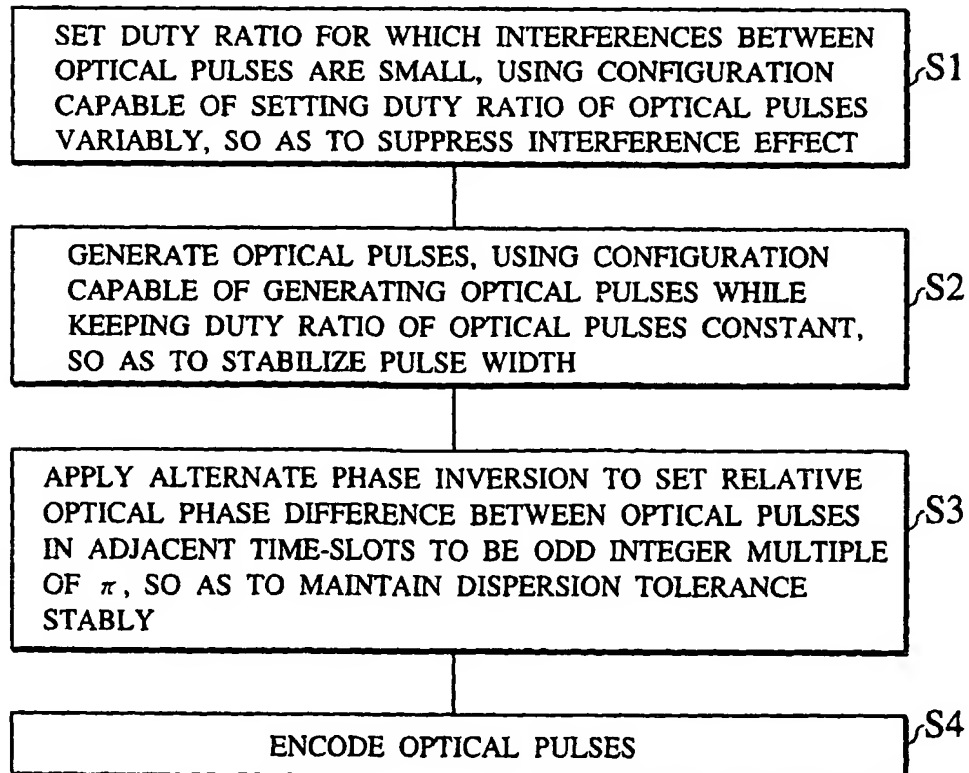 SET DUTY RATIO FOR WHICH INTERFERENCES BETWEEN
OPTICAL PULSES ARE SMALL, USING CONFIGURATION
CAPABLE OF SETTING DUTY RATIO OF OPTICAL PULSES
VARIABLY, SO AS TO SUPPRESS INTERFERENCE EFFECT
S1
GENERATE OPTICAL PULSES, USING CONFIGURATION
CAPABLE OF GENERATING OPTICAL PULSES WHILE
KEEPING DUTY RATIO OF OPTICAL PULSES CONSTANT,
SO AS TO STABILIZE PULSE WIDTH
S2
APPLY ALTERNATE PHASE INVERSION TO SET RELATIVE
OPTICAL PHASE DIFFERENCE BETWEEN OPTICAL PULSES
IN ADJACENT TIME-SLOTS TO BE ODD INTEGER MULTIPLE
OF π, SO AS TO MAINTAIN DISPERSION TOLERANCE
STABLY
S3
ENCODE OPTICAL PULSES
S4